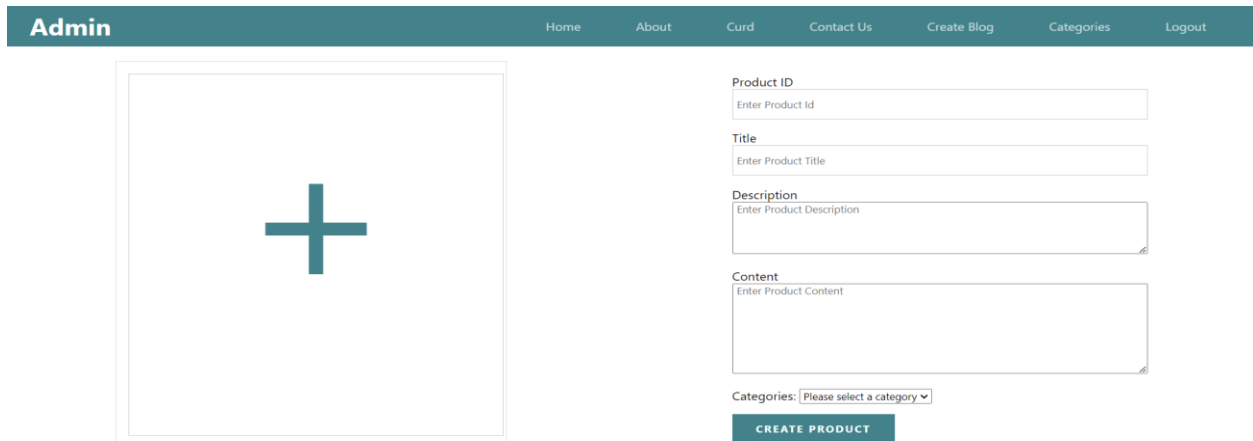 Admin Home About Curd Contact Us Create Blog Categories Logout
Product ID
Enter Product Id
Title
Enter Product Title
Description
Enter Product Description
Content
Enter Product Content
Categories: Please select a category
CREATE PRODUCT